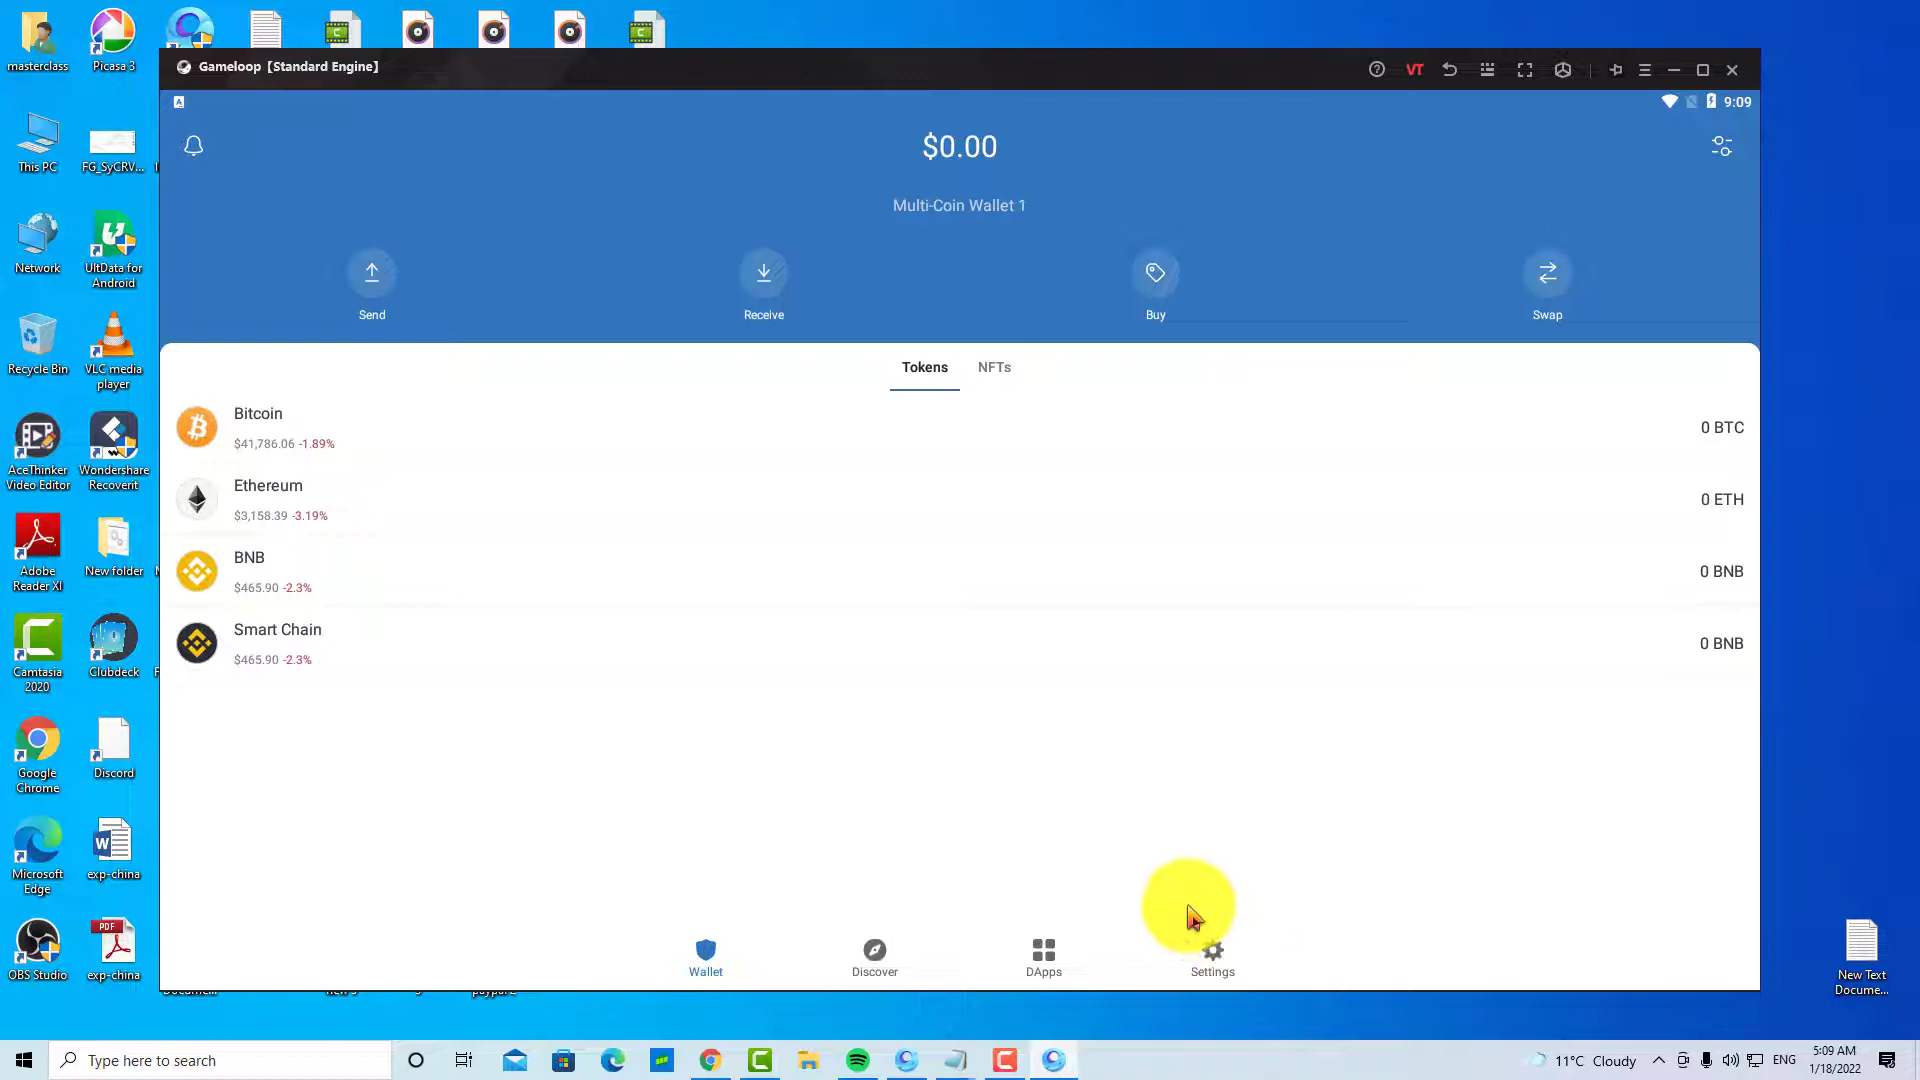 masterclass
Picasa 3
Gameloop [Standard Engine]
VT
A
9:09
$0.00
Multi-Coin Wallet 1
Send
Receive
Buy
Swap
Tokens
NFTs
Bitcoin
$41,786.06 -1.89%
0 BTC
Ethereum
$3,158.39 -3.19%
0 ETH
BNB
$465.90 -2.3%
0 BNB
Smart Chain
$465.90 -2.3%
0 BNB
Wallet
Discover
DApps
Settings
This PC
FG_SyCRV...
Network
UltData for
Android
Recycle Bin
VLC media
player
AceThinker
Video Editor
Wondershare
Recoverit
Adobe
Reader XI
New folder
Camtasia
2020
Clubdeck
Google
Chrome
Discord
Microsoft
Edge
exp-china
OBS Studio
PDF
exp-china
New Text
Docume...
Type here to search
11°C Cloudy
ENG
5:09 AM
1/18/2022